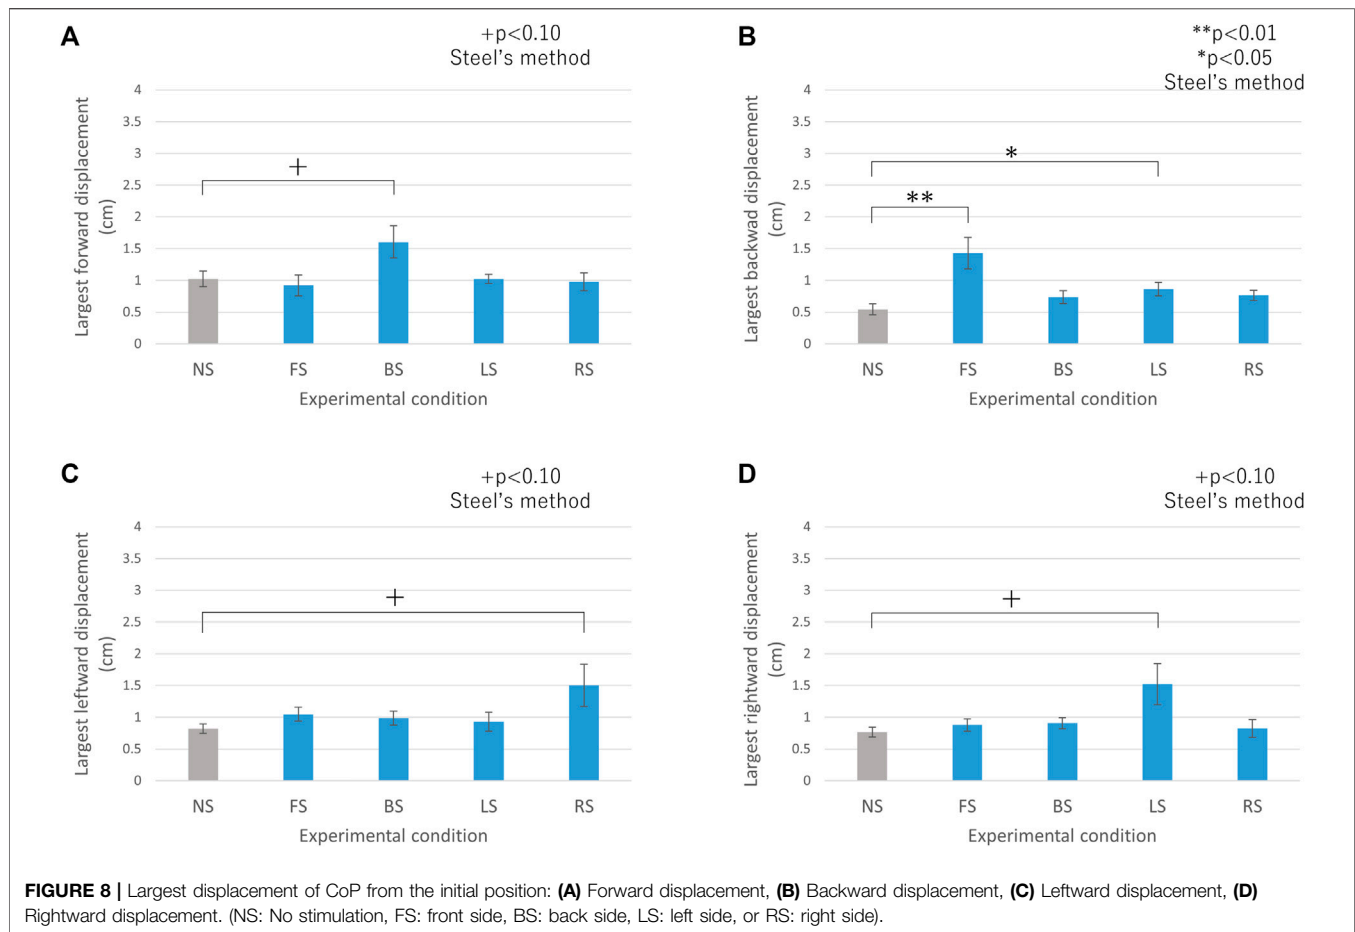 A
+p<0.10
Steel's method
Largest forward displacement
(cm)
4
3.5
3
2.5
2
1.5
1
0.5
0
+
NS FS BS LS RS
Experimental condition
B
**p<0.01
*p<0.05
Steel's method
Largest backwad displacement
(cm)
4
3.5
3
2.5
2
1.5
1
0.5
0
*
**
NS FS BS LS RS
Experimental condition
C
+p<0.10
Steel's method
Largest leftward displacement
(cm)
4
3.5
3
2.5
2
1.5
1
0.5
0
+
NS FS BS LS RS
Experimental condition
D
+p<0.10
Steel's method
Largest rightward displacement
(cm)
4
3.5
3
2.5
2
1.5
1
0.5
0
+
NS FS BS LS RS
Experimental condition
FIGURE 8 | Largest displacement of CoP from the initial position: (A) Forward displacement, (B) Backward displacement, (C) Leftward displacement, (D)
Rightward displacement. (NS: No stimulation, FS: front side, BS: back side, LS: left side, or RS: right side).